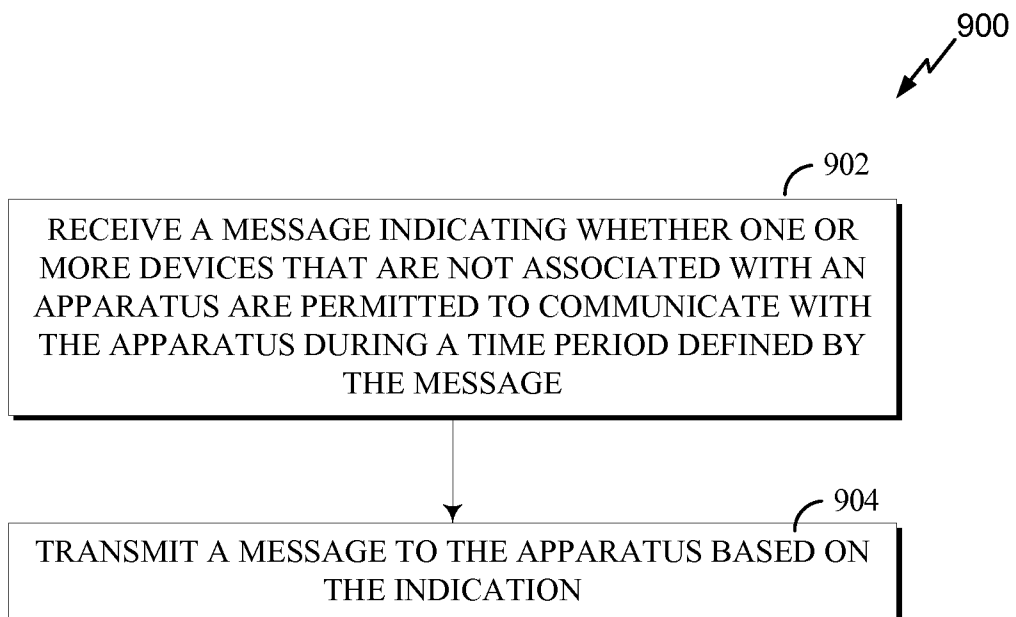 900
902
RECEIVE A MESSAGE INDICATING WHETHER ONE OR
MORE DEVICES THAT ARE NOT ASSOCIATED WITH AN
APPARATUS ARE PERMITTED TO COMMUNICATE WITH
THE APPARATUS DURING A TIME PERIOD DEFINED BY
THE MESSAGE
904
TRANSMIT A MESSAGE TO THE APPARATUS BASED ON
THE INDICATION